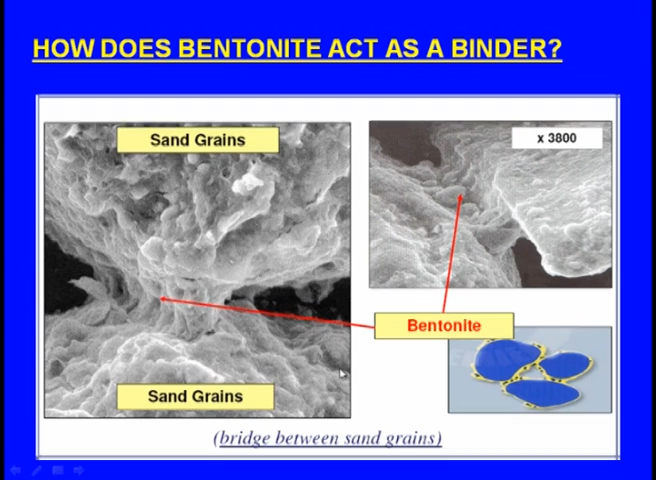 HOW DOES BENTONITE ACT AS A BINDER?
Sand Grains
x 3800
Bentonite
Sand Grains
(bridge between sand grains)